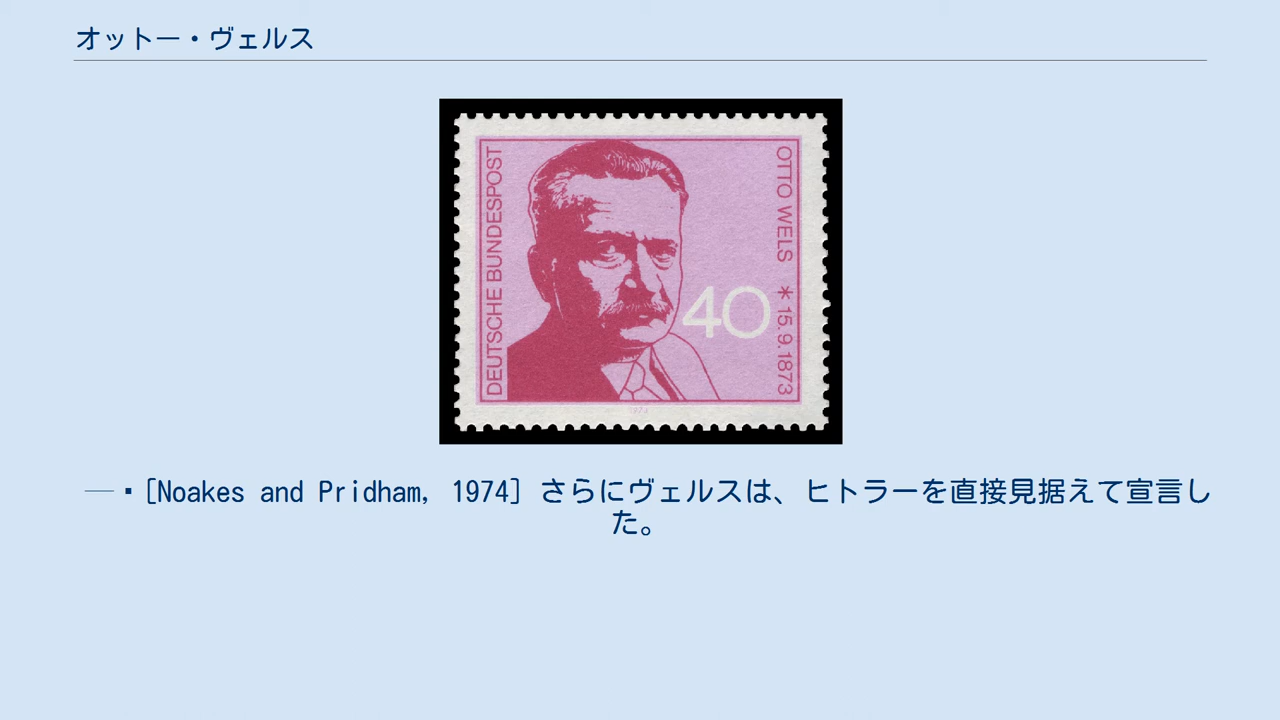 オットー・ヴェルス
DEUTSCHE BUNDESPOST
OTTO WELS *15.9.1873
40
―▪[Noakes and Pridham, 1974] さらにヴェルスは、ヒトラーを直接見据えて宣言し
た。